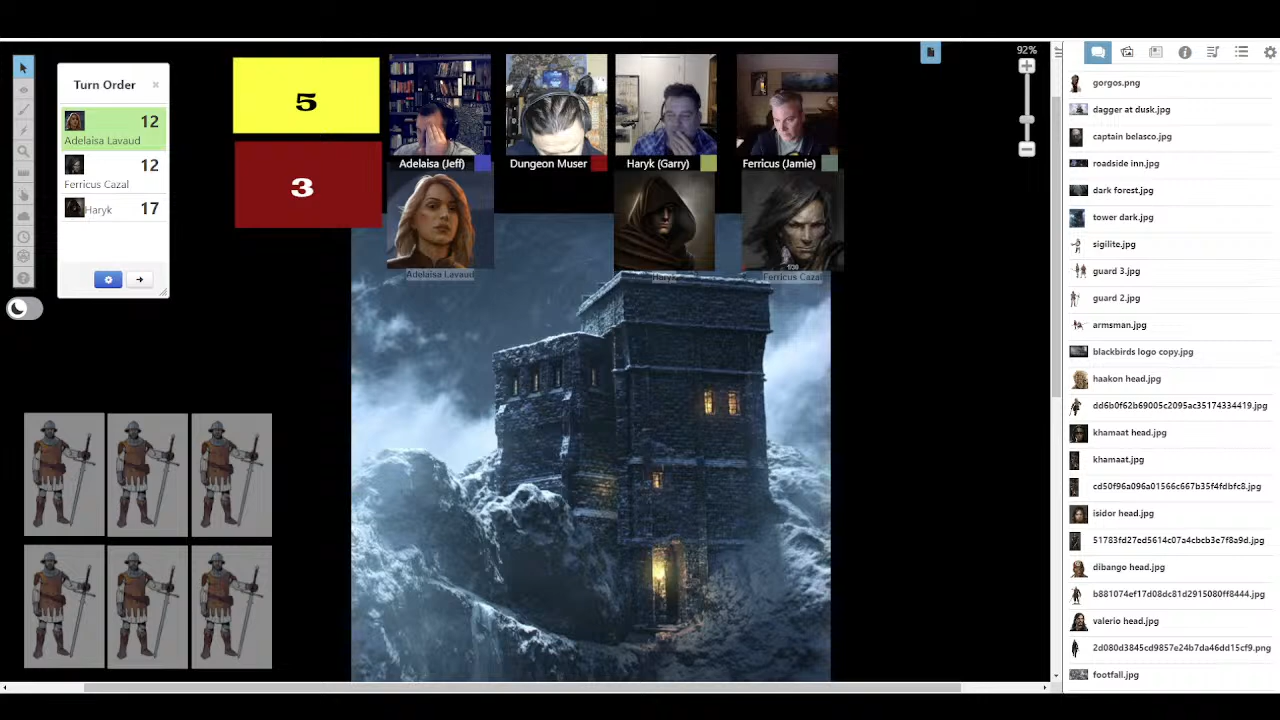 92%
Turn Order
12
Adelaisa Lavaud
12
Ferricus Cazal
Haryk 17
5
3
Adelaisa (Jeff)
Dungeon Muser
Haryk (Garry)
Ferricus (Jamie)
Adelaisa Lavaud
Haryk
Ferricus Cazal
gorgos.png
dagger at dusk.jpg
captain belasco.jpg
roadside inn.jpg
dark forest.jpg
tower dark.jpg
sigilite.jpg
guard 3.jpg
guard 2.jpg
armsman.jpg
blackbirds logo copy.jpg
haakon head.jpg
dd6b0f62b69005c2095ac35174334419.jpg
khamaat head.jpg
khamaat.jpg
cd50f96a096a01566c667b35f4fdbfc8.jpg
isidor head.jpg
51783fd27ed5614c07a4cbcb3e7f8a9d.jpg
dibango head.jpg
b881074ef17d08dc81d2915080ff8444.jpg
valerio head.jpg
2d080d3845cd9857e24b7da46dd15cf9.png
footfall.jpg